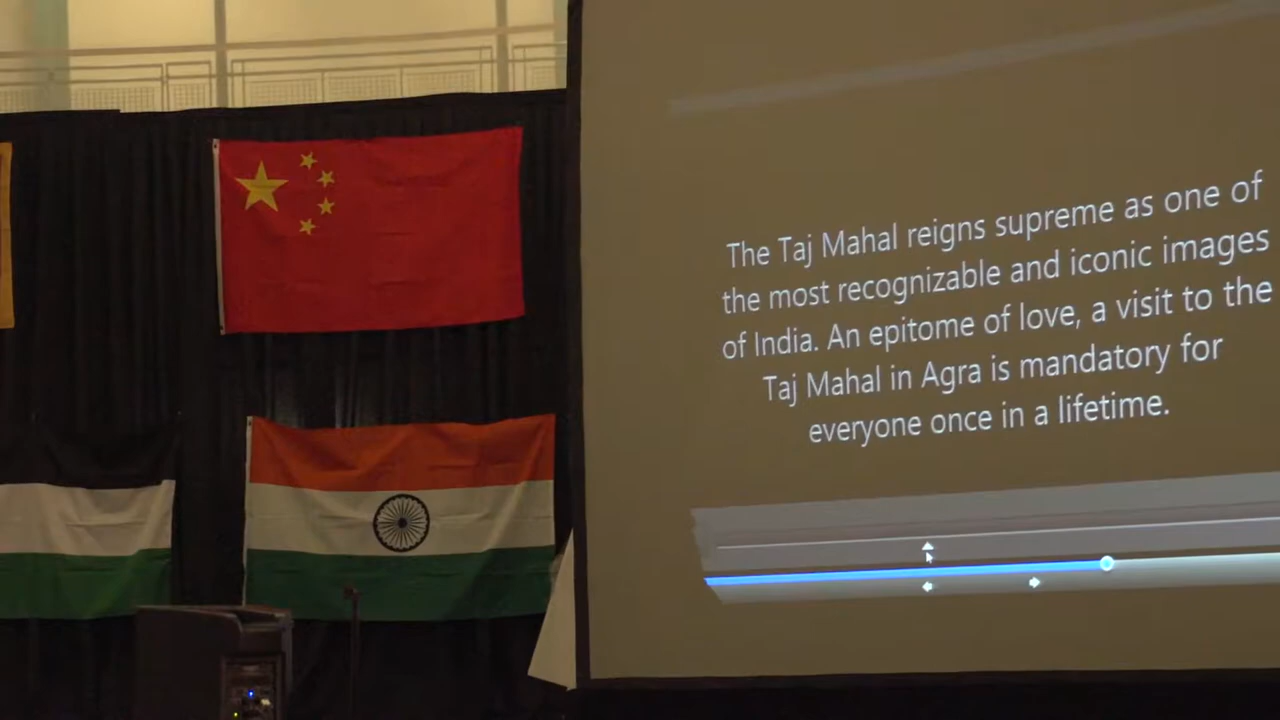 The Taj Mahal reigns supreme as one of
the most recognizable and iconic images
of India. An epitome of love, a visit to the
Taj Mahal in Agra is mandatory for
everyone once in a lifetime.